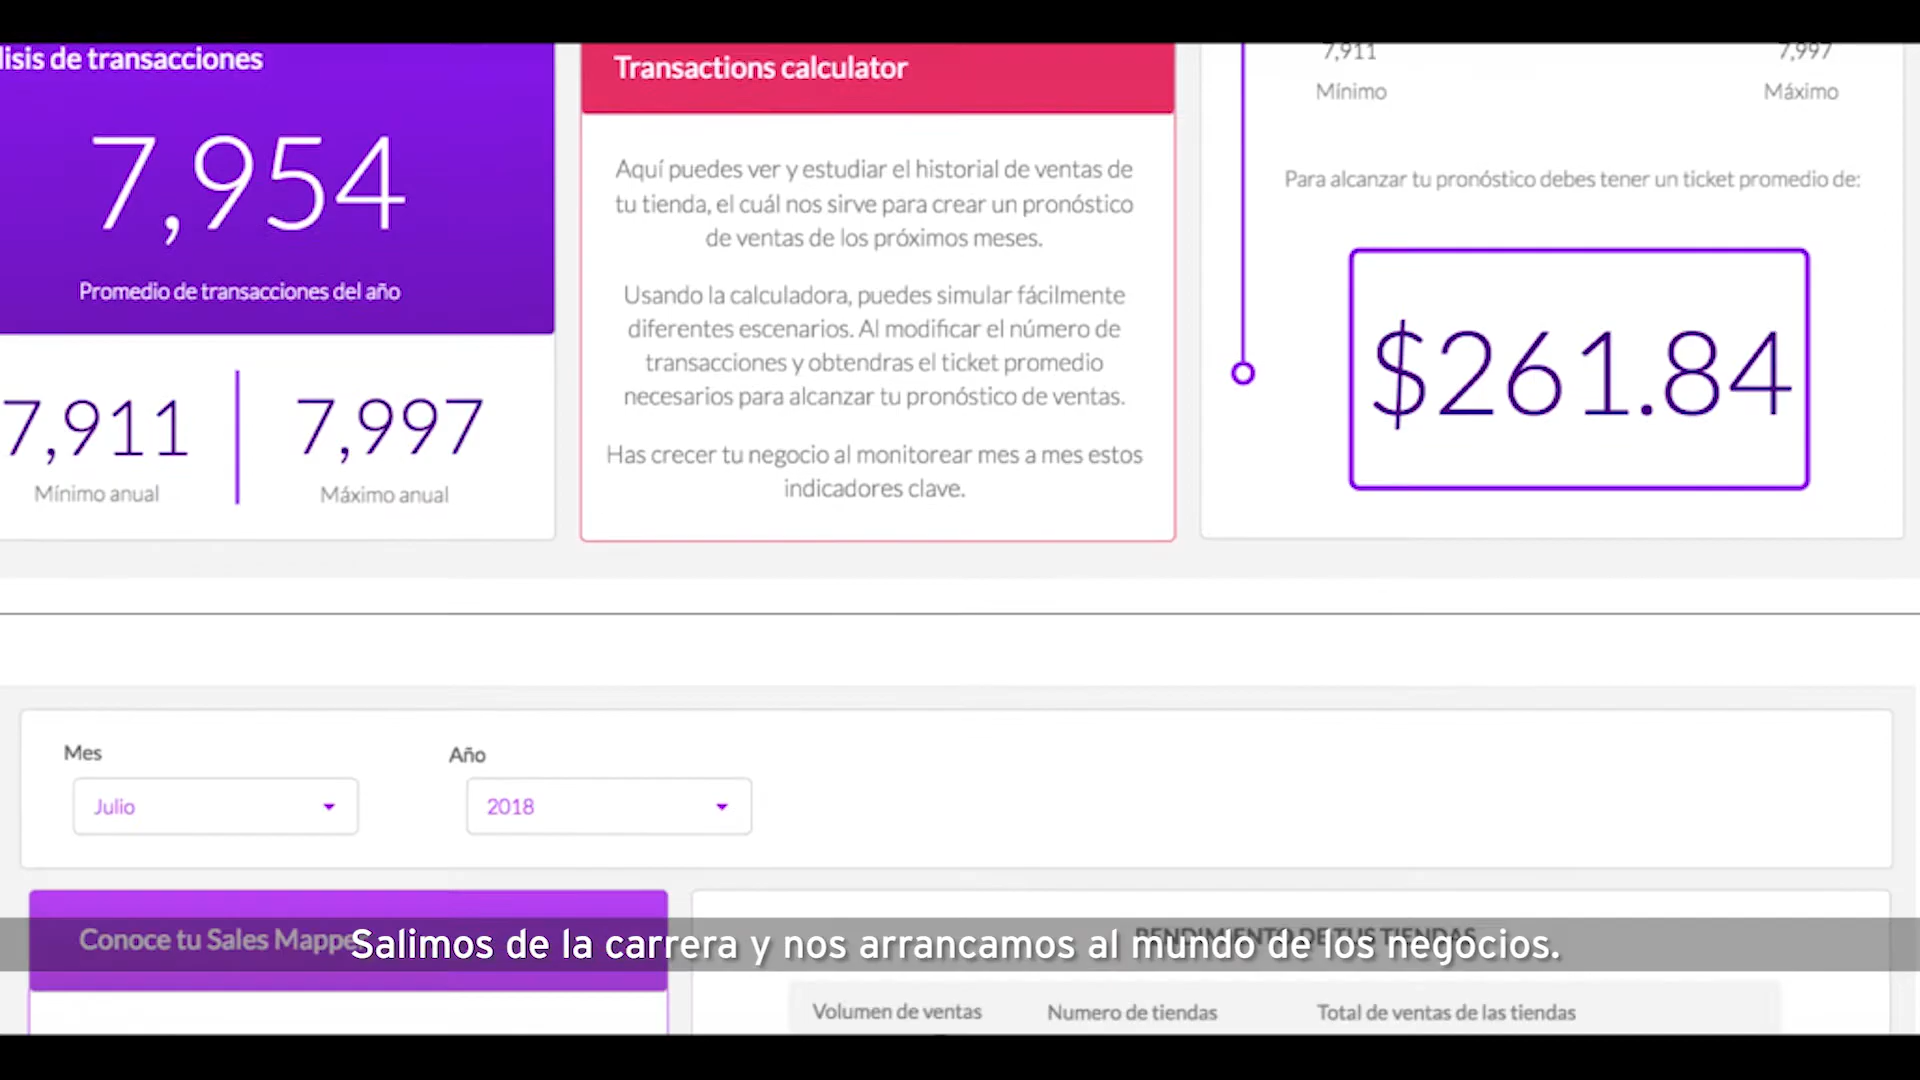 lisis de transacciones
7,954
Promedio de transacciones del año
7,911
Mínimo anual
7,997
Máximo anual
Transactions calculator
Aquí puedes ver y estudiar el historial de ventas de
tu tienda, el cuál nos sirve para crear un pronóstico
de ventas de los próximos meses.
Usando la calculadora, puedes simular fácilmente
diferentes escenarios. Al modificar el número de
transacciones y obtendras el ticket promedio
necesarios para alcanzar tu pronóstico de ventas.
Has crecer tu negocio al monitorear mes a mes estos
indicadores clave.
7,911
Mínimo
7,997
Máximo
Para alcanzar tu pronóstico debes tener un ticket promedio de:
$261.84
Mes
Julio
Año
2018
Conoce tu Sales Mappe
RENDIMIENTO DE TUS TIENDAS
Salimos de la carrera y nos arrancamos al mundo de los negocios.
Volumen de ventas
Numero de tiendas
Total de ventas de las tiendas